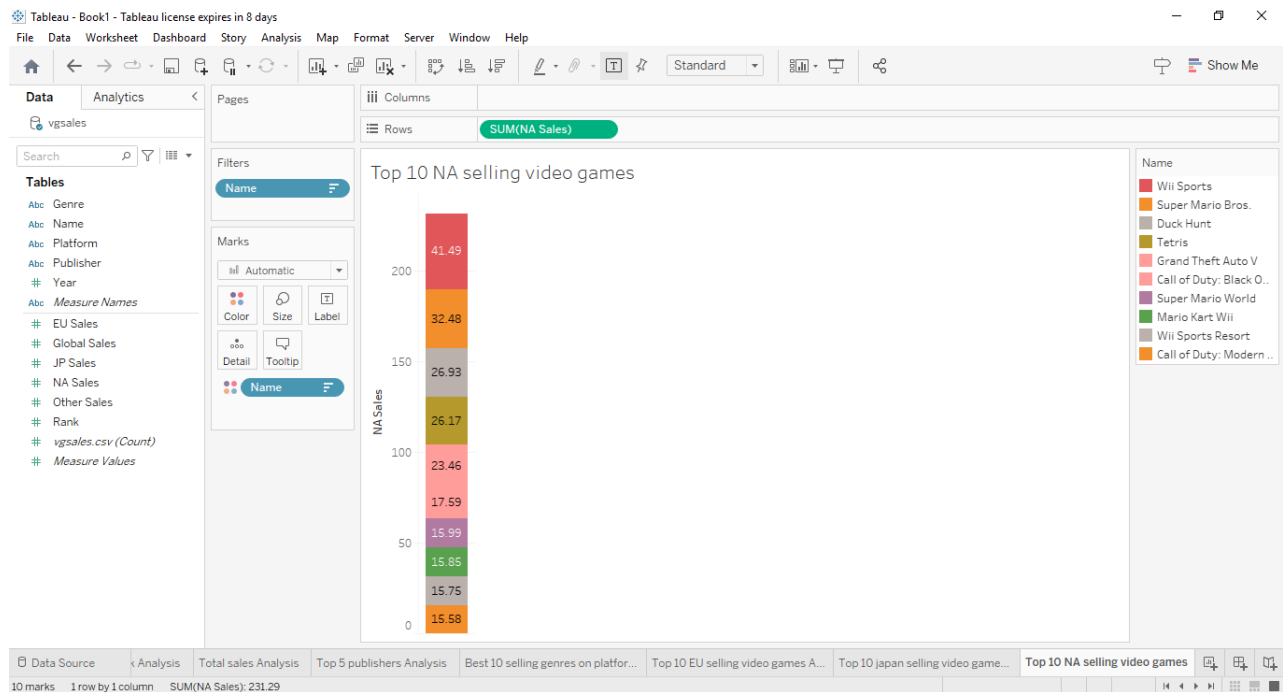 Tableau - Book1 - Tableau license expires in 8 days
File Data Worksheet Dashboard Story Analysis Map Format Server Window Help
Standard
Show Me
Data Analytics
vgsales
Search
Tables
Abc Genre
Abc Name
Abc Platform
Abc Publisher
# Year
Abc Measure Names
# EU Sales
# Global Sales
# JP Sales
# NA Sales
# Other Sales
# Rank
# vgsales.csv (Count)
# Measure Values
Pages
Filters
Name
Marks
Automatic
Color Size Label
Detail Tooltip
Name
Columns
Rows SUM(NA Sales)
Top 10 NA selling video games
NA Sales
200
150
100
50
0
41.49
32.48
26.93
26.17
23.46
17.59
15.99
15.85
15.75
15.58
Name
Wii Sports
Super Mario Bros.
Duck Hunt
Tetris
Grand Theft Auto V
Call of Duty: Black O..
Super Mario World
Mario Kart Wii
Wii Sports Resort
Call of Duty: Modern ..
Data Source ‹ Analysis Total sales Analysis Top 5 publishers Analysis Best 10 selling genres on platfor... Top 10 EU selling video games A... Top 10 japan selling video game... Top 10 NA selling video games
10 marks 1 row by 1 column SUM(NA Sales): 231.29